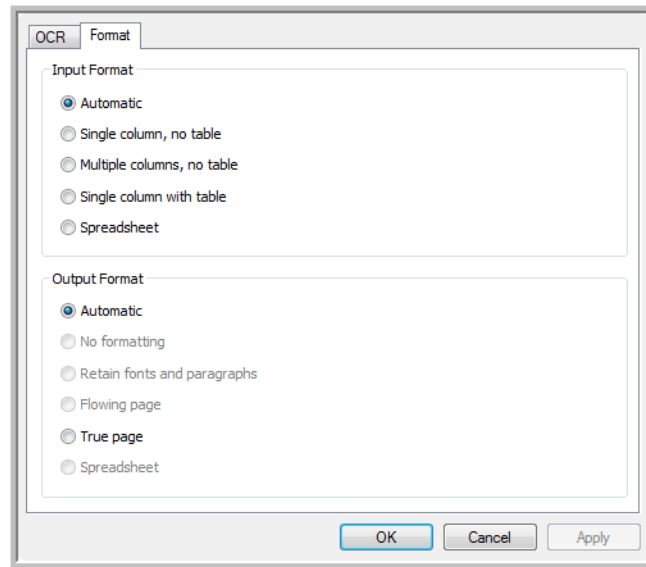 OCR Format
Input Format
Automatic
Single column, no table
Multiple columns, no table
Single column with table
Spreadsheet
Output Format
Automatic
No formatting
Retain fonts and paragraphs
Flowing page
True page
Spreadsheet
OK Cancel Apply